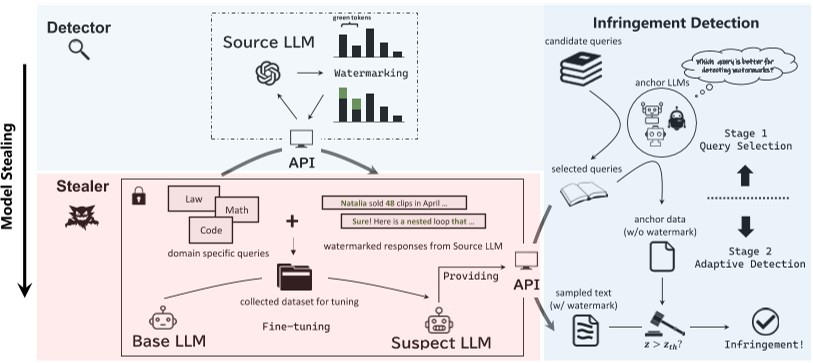 Model Stealing
Detector
green tokens
Source LLM
Watermarking
API
Stealer
Law
Math
Code
domain specific queries
+
Natalia sold 48 clips in April ...
Sure! Here is a nested loop that ...
watermarked responses from Source LLM
collected dataset for tuning
Fine-tuning
Base LLM
Suspect LLM
Providing
API
Infringement Detection
candidate queries
Which query is better for
detecting watermarks?
anchor LLMs
Stage 1
Query Selection
selected queries
anchor data
(w/o watermark)
Stage 2
Adaptive Detection
sampled text
(w/ watermark)
z > z_th?
Infringement!